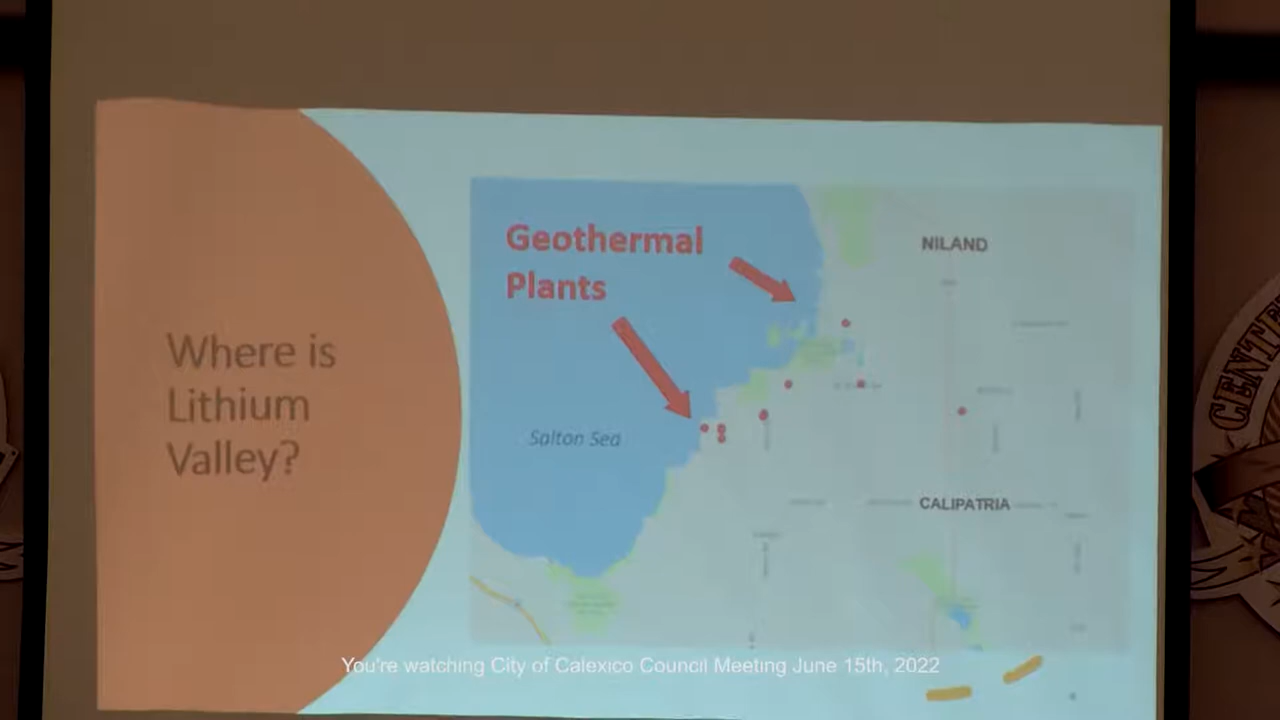 Where is
Lithium
Valley?
Geothermal
Plants
NILAND
Salton Sea
CALIPATRIA
You're watching City of Calexico Council Meeting June 15th, 2022